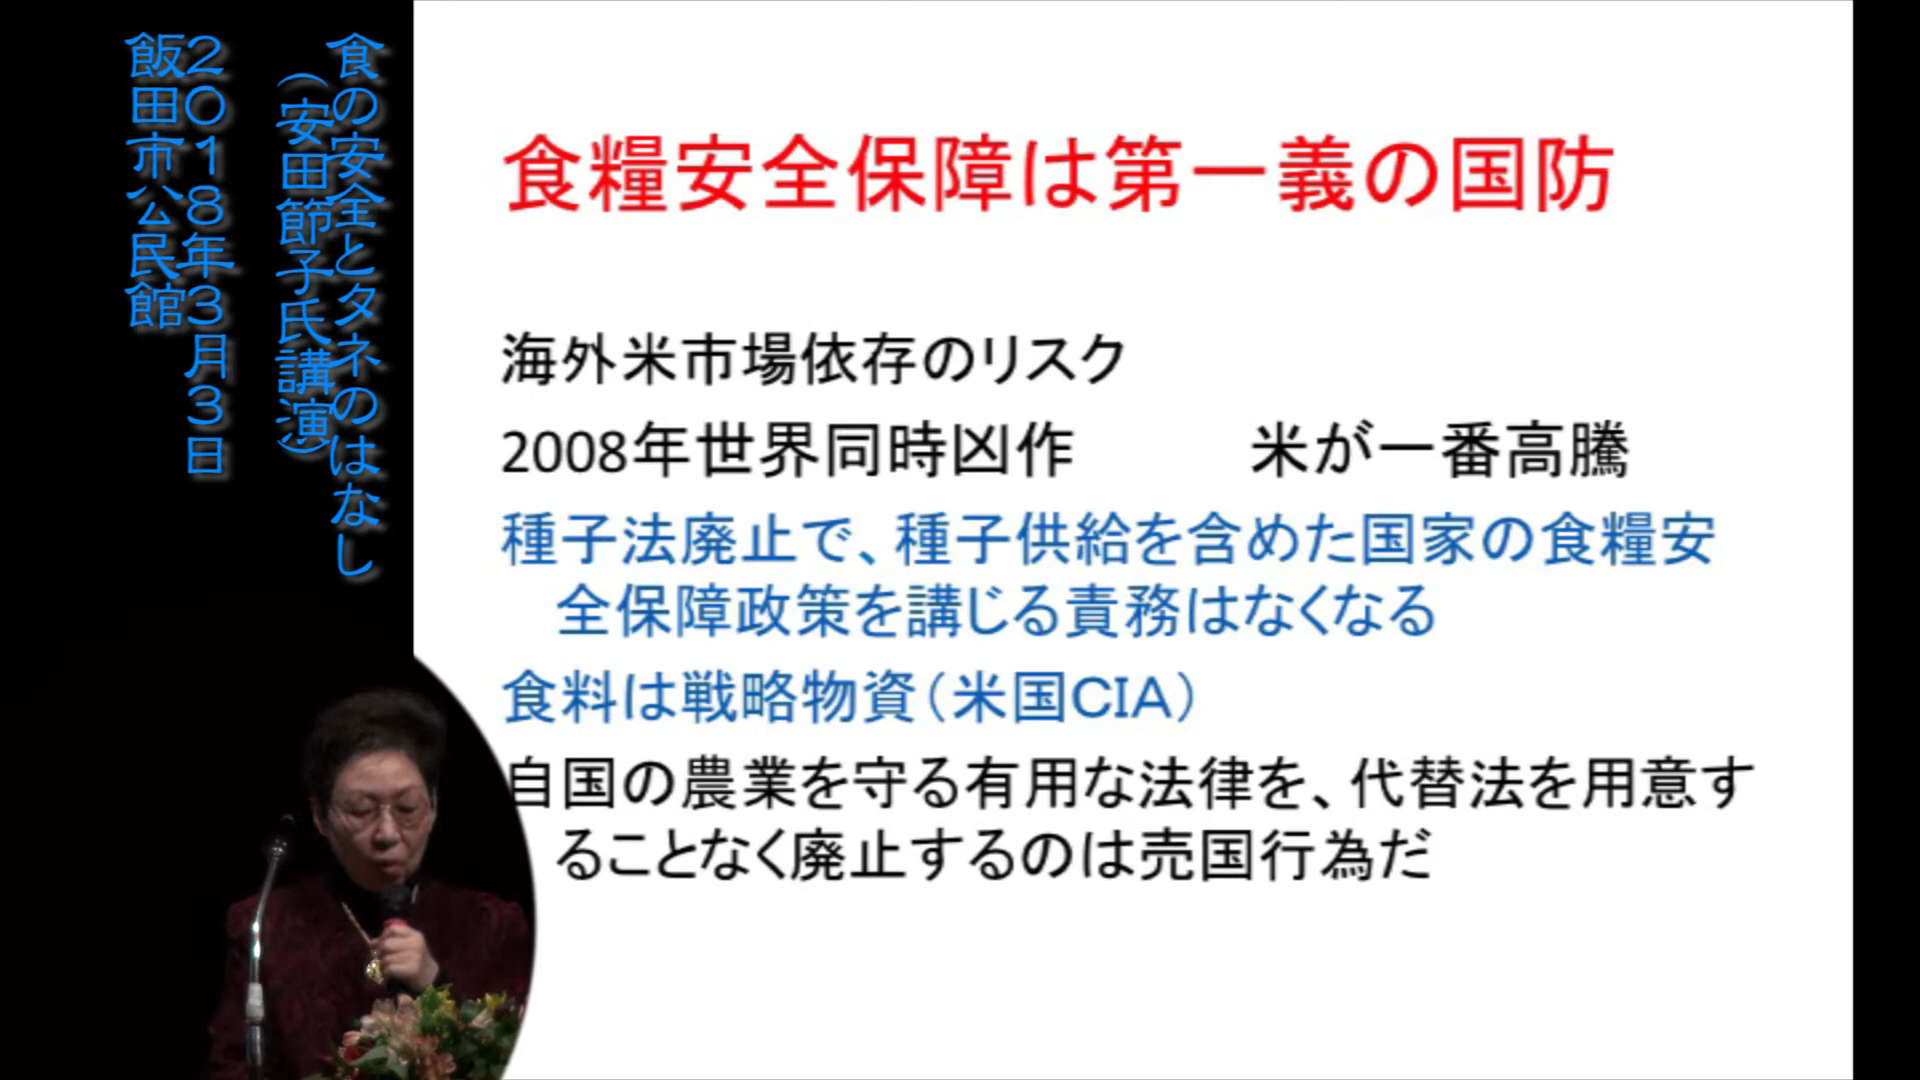 食の安全とタネのはなし
（安田節子氏講演）
２０１８年３月３日
飯田市公民館
食糧安全保障は第一義の国防
海外米市場依存のリスク
2008年世界同時凶作　　　米が一番高騰
種子法廃止で、種子供給を含めた国家の食糧安
全保障政策を講じる責務はなくなる
食料は戦略物資（米国CIA）
自国の農業を守る有用な法律を、代替法を用意す
ることなく廃止するのは売国行為だ